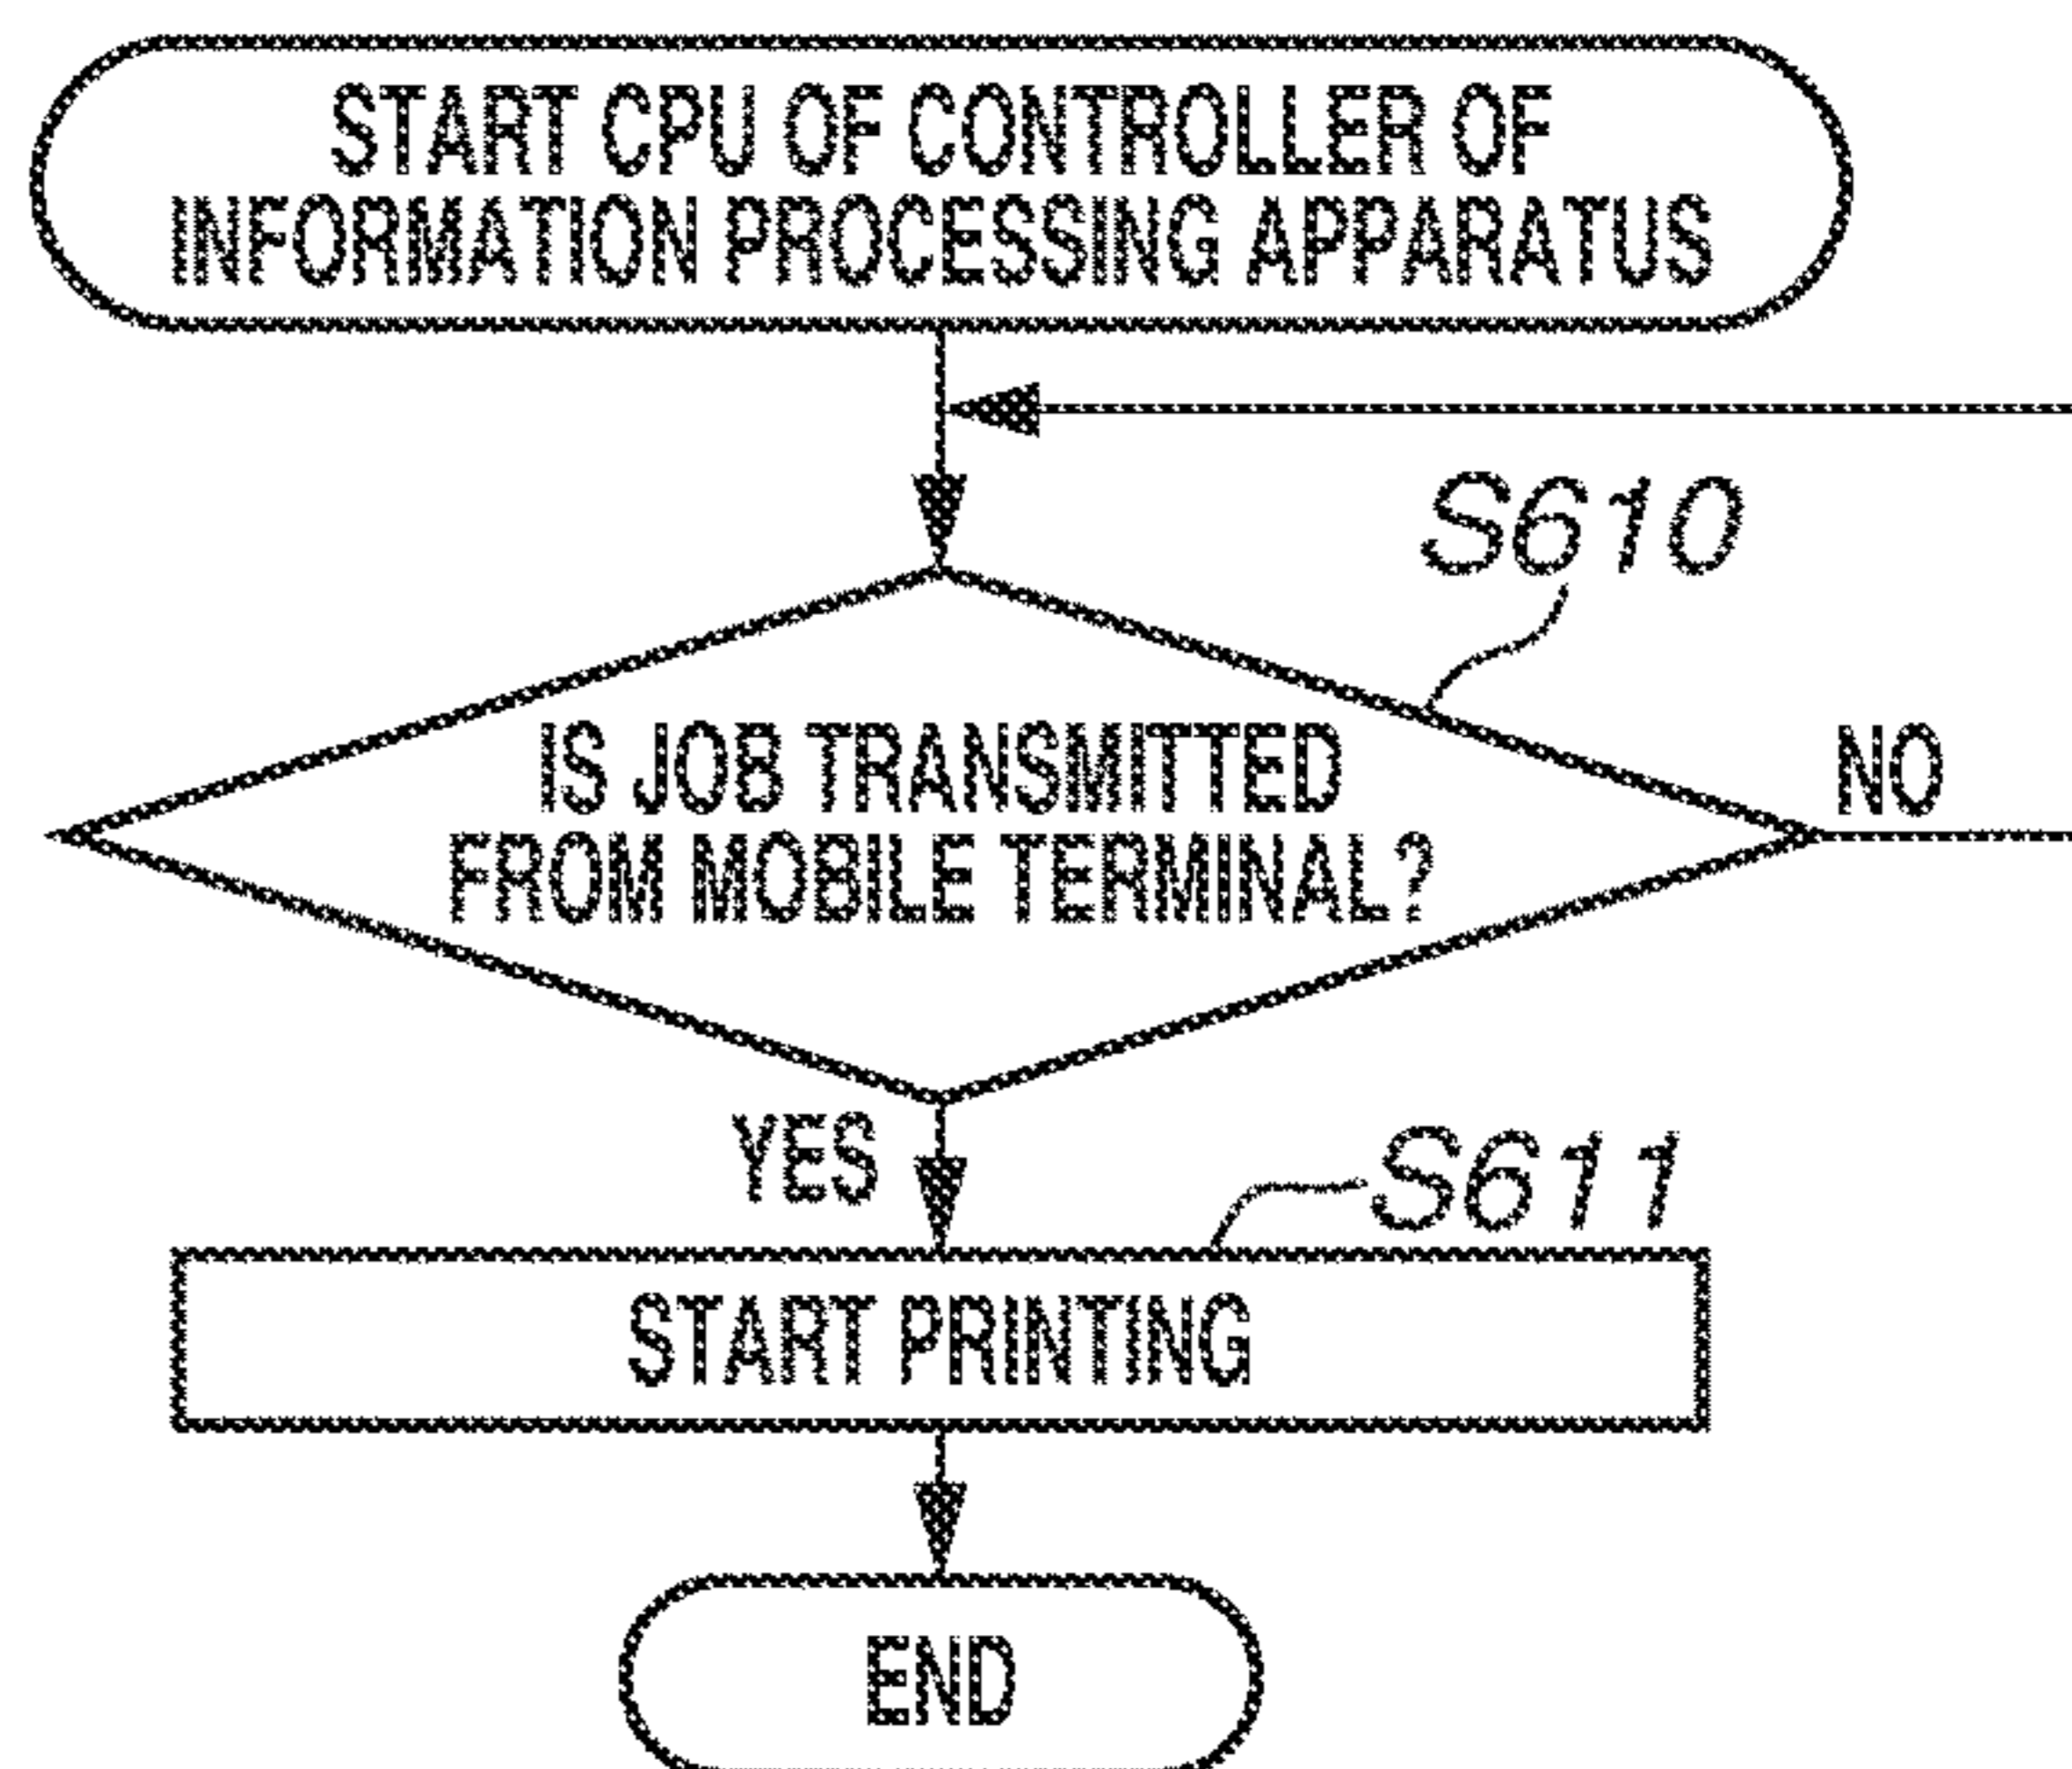 START CPU OF CONTROLLER OF
INFORMATION PROCESSING APPARATUS
S610
IS JOB TRANSMITTED
FROM MOBILE TERMINAL?
NO
YES
S611
START PRINTING
END